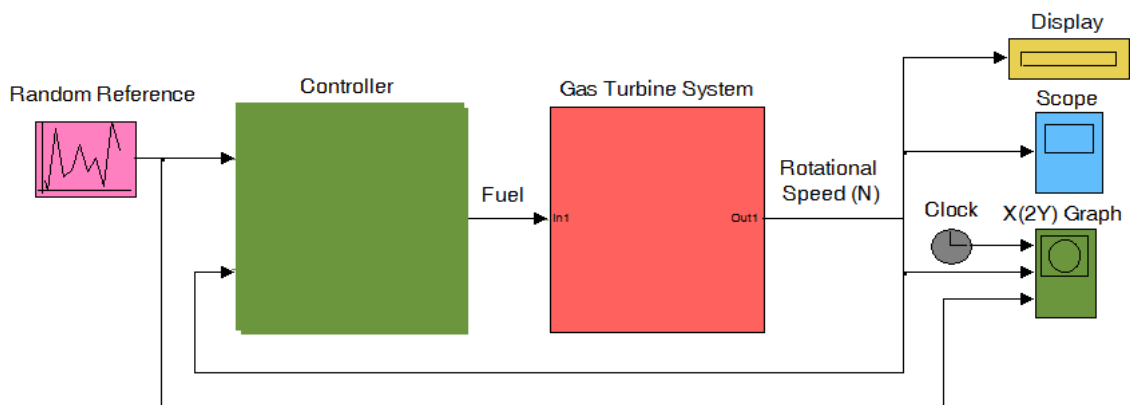 Display
Controller
Gas Turbine System
Random Reference
Scope
Rotational
Speed (N)
Fuel
Clock
X(2Y) Graph
In1
Out1